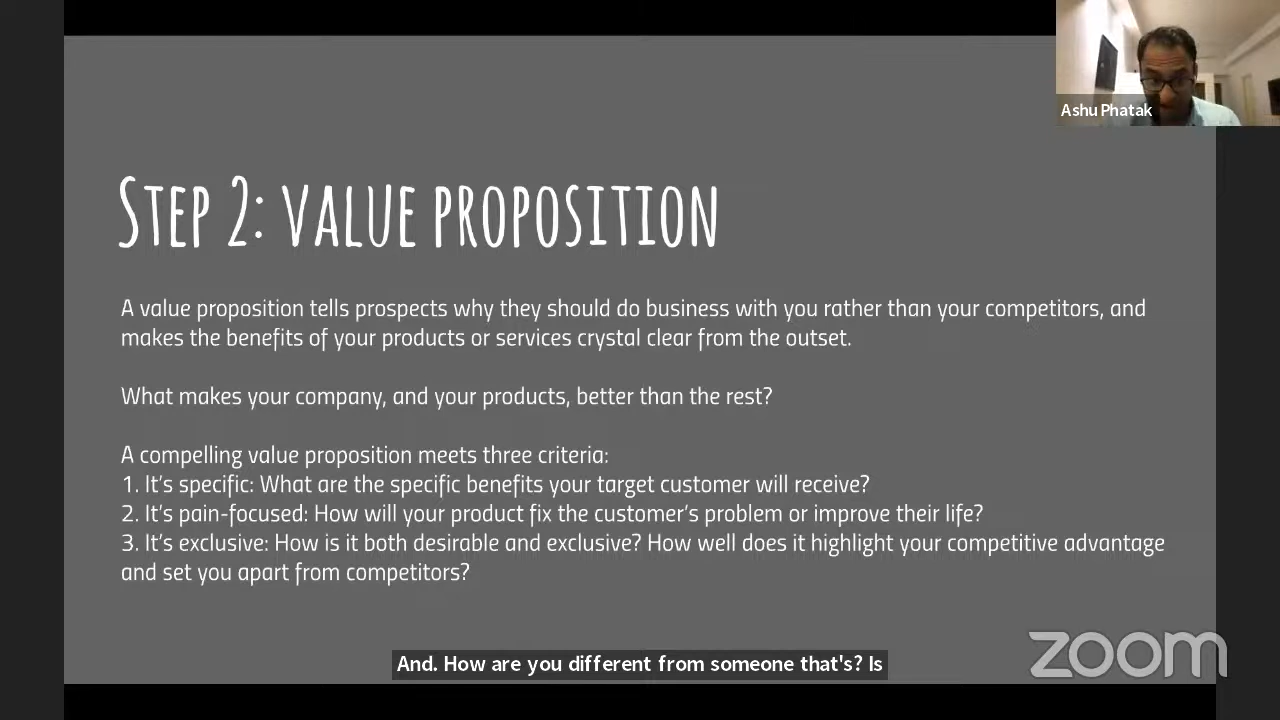 Ashu Phatak
Step 2: value proposition
A value proposition tells prospects why they should do business with you rather than your competitors, and
makes the benefits of your products or services crystal clear from the outset.
What makes your company, and your products, better than the rest?
A compelling value proposition meets three criteria:
1. It's specific: What are the specific benefits your target customer will receive?
2. It's pain-focused: How will your product fix the customer's problem or improve their life?
3. It's exclusive: How is it both desirable and exclusive? How well does it highlight your competitive advantage
and set you apart from competitors?
And. How are you different from someone that's? Is
zoom